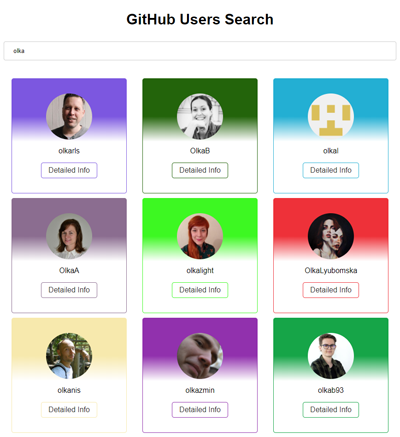 GitHub Users Search
olka
olkarls
OlkaB
olkal
Detailed Info
Detailed Info
Detailed Info
OlkaA
olkalight
OlkaLyubomska
Detailed Info
Detailed Info
Detailed Info
olkanis
olkazmin
olkab93
Detailed Info
Detailed Info
Detailed Info